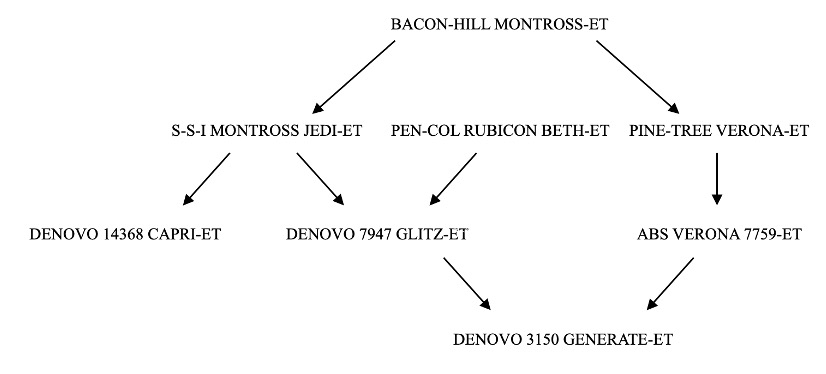 BACON-HILL MONTROSS-ET
S-S-I MONTROSS JEDI-ET
PEN-COL RUBICON BETH-ET
PINE-TREE VERONA-ET
DENOVO 14368 CAPRI-ET
DENOVO 7947 GLITZ-ET
ABS VERONA 7759-ET
DENOVO 3150 GENERATE-ET